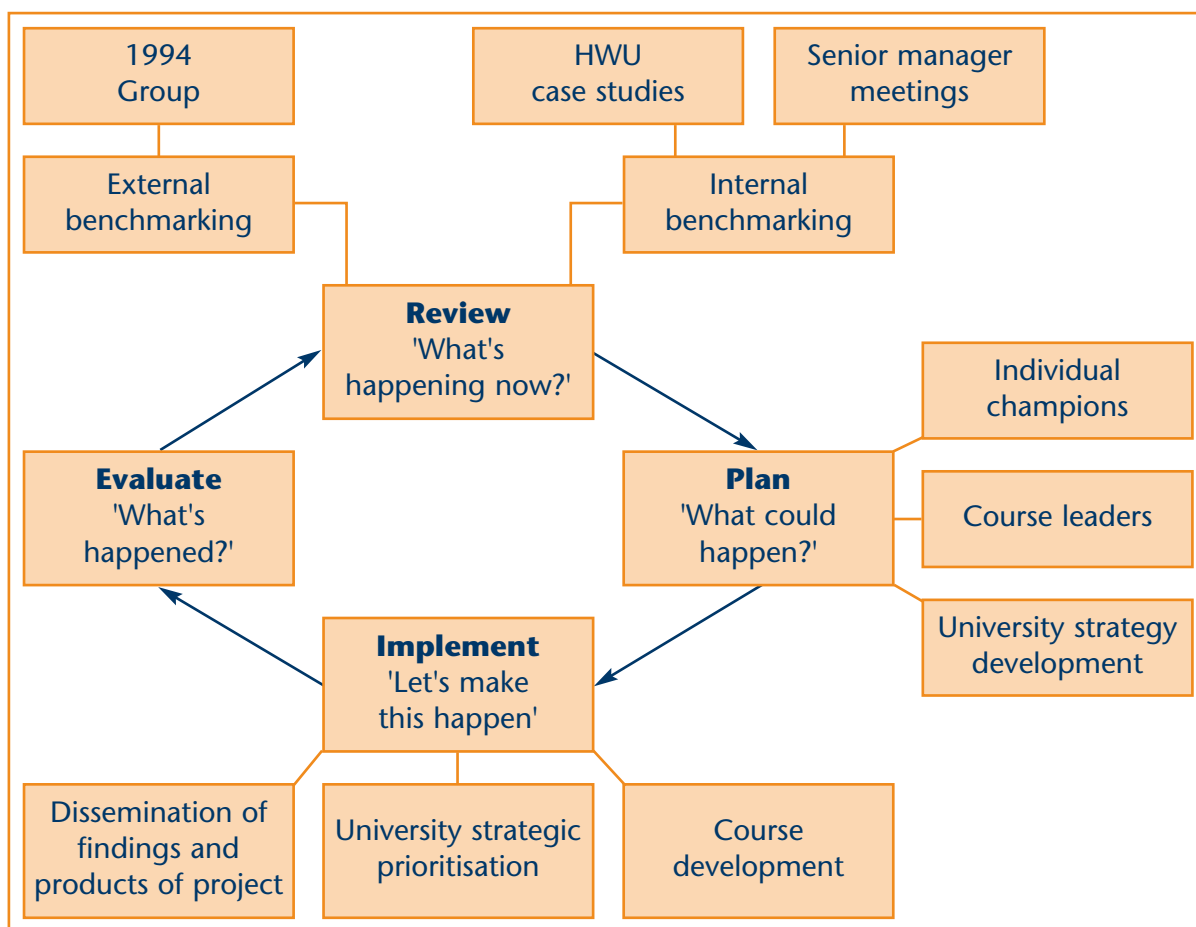 1994
Group
HWU
case studies
Senior manager
meetings
External
benchmarking
Internal
benchmarking
Review
'What's
happening now?'
Individual
champions
Evaluate
'What's
happened?'
Plan
'What could
happen?'
Course leaders
University strategy
development
Implement
'Let's make
this happen'
Dissemination of
findings and
products of project
University strategic
prioritisation
Course
development